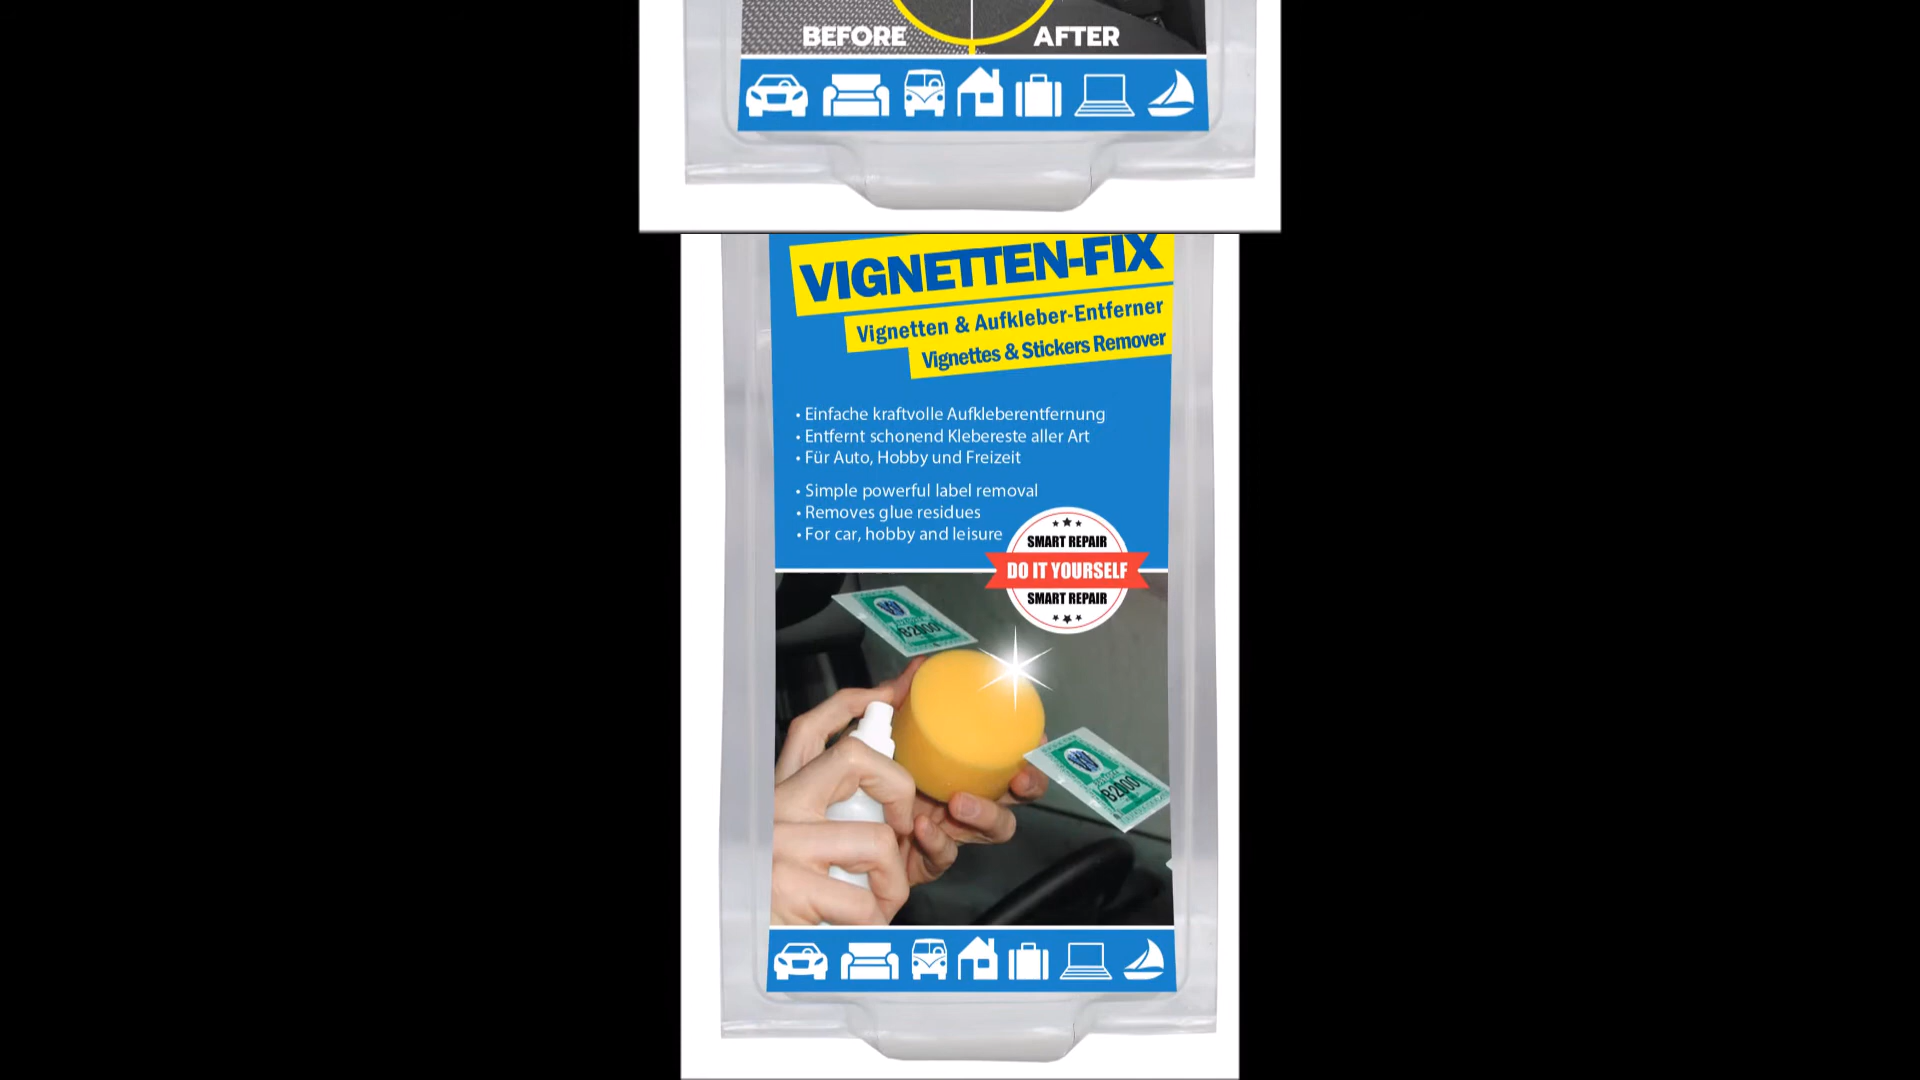 BEFORE AFTER
VIGNETTEN-FIX
Vignetten & Aufkleber-Entferner
Vignettes & Stickers Remover
• Einfache kraftvolle Aufkleberentfernung
• Entfernt schonend Klebereste aller Art
• Für Auto, Hobby und Freizeit
• Simple powerful label removal
• Removes glue residues
• For car, hobby and leisure
SMART REPAIR
DO IT YOURSELF
SMART REPAIR
B2100
B2100